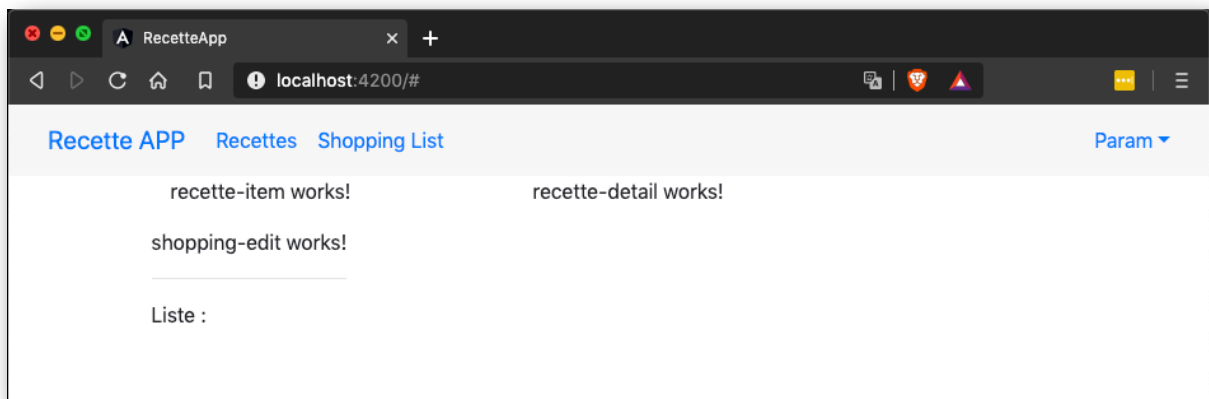 RecetteApp
localhost:4200/#
Recette APP Recettes Shopping List Param
recette-item works! recette-detail works!
shopping-edit works!
Liste :